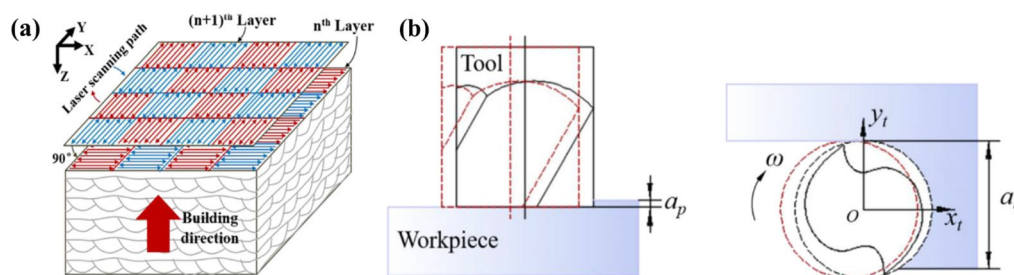 (a)
Y
X
Z
(n+1)th Layer
nth Layer
Laser scanning path
90°
Building
direction
(b)
Tool
Workpiece
ap
ω
yt
o
xt
a